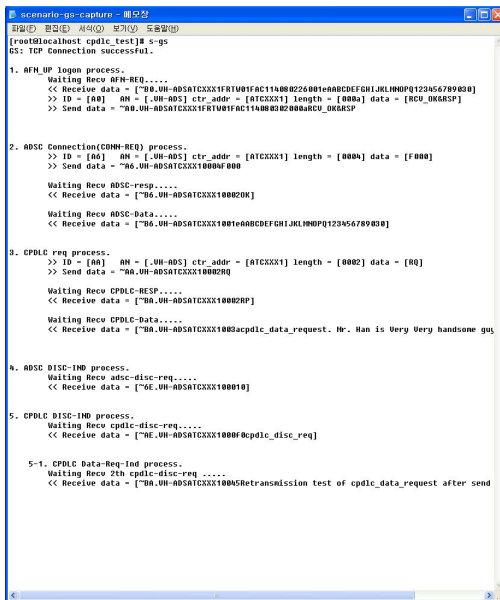 scenario-gs-capture - 메모장
파일(F) 편집(E) 서식(O) 보기(V) 도움말(H)
[root@localhost cpdlc_test]# s-gs
GS: TCP Connection successful.
1. AFN_UP logon process.
Waiting Recv AFN-REQ.....
<< Receive data = [~B0.VH-ADSATCXXX1FRTW01FAC114080226001eAABCDEFGHIJKLMNOPQ123456789030]
>> ID = [A0] AN = [.VH-ADS] ctr_addr = [ATCXXX1] length = [000a] data = [RCV_OK&RSP]
>> Send data = ~A0.VH-ADSATCXXX1FRTW01FAC114080302000aRCV_OK&RSP
2. ADSC Connection(CONN-REQ) process.
>> ID = [A6] AN = [.VH-ADS] ctr_addr = [ATCXXX1] length = [0004] data = [F000]
>> Send data = ~A6.VH-ADSATCXXX10004F000
Waiting Recv ADSC-resp.....
<< Receive data = [~B6.VH-ADSATCXXX10002OK]
Waiting Recv ADSC-Data.....
<< Receive data = [~B6.VH-ADSATCXXX1001eAABCDEFGHIJKLMNOPQ123456789030]
3. CPDLC req process.
>> ID = [AA] AN = [.VH-ADS] ctr_addr = [ATCXXX1] length = [0002] data = [RQ]
>> Send data = ~AA.VH-ADSATCXXX10002RQ
Waiting Recv CPDLC-RESP.....
<< Receive data = [~BA.VH-ADSATCXXX10002RP]
Waiting Recv CPDLC-Data.....
<< Receive data = [~BA.VH-ADSATCXXX1003acpdlc_data_request. Mr. Han is Very Very handsome guy
4. ADSC DISC-IND process.
Waiting Recv adsc-disc-req.....
<< Receive data = [~6E.VH-ADSATCXXX100010]
5. CPDLC DISC-IND process.
Waiting Recv cpdlc-disc-req.....
<< Receive data = [~AE.VH-ADSATCXXX1000f0cpdlc_disc_req]
5-1. CPDLC Data-Req-Ind process.
Waiting Recv 2th cpdlc-disc-req .....
<< Receive data = [~BA.VH-ADSATCXXX10045Retransmission test of cpdlc_data_request after send